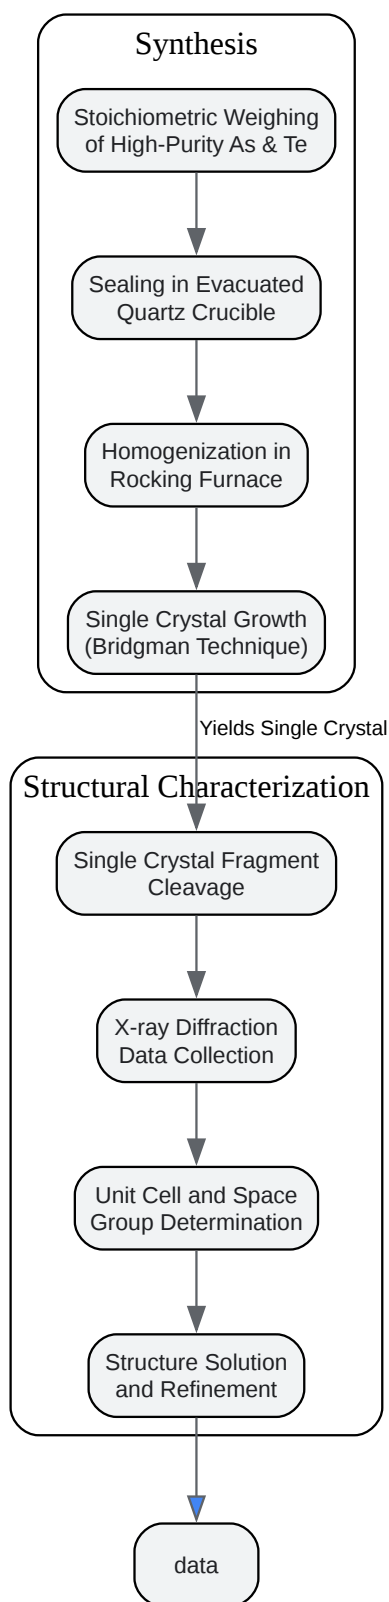 Synthesis
Stoichiometric Weighing
of High-Purity As & Te
Sealing in Evacuated
Quartz Crucible
Homogenization in
Rocking Furnace
Single Crystal Growth
(Bridgman Technique)
Yields Single Crystal
Structural Characterization
Single Crystal Fragment
Cleavage
X-ray Diffraction
Data Collection
Unit Cell and Space
Group Determination
Structure Solution
and Refinement
data